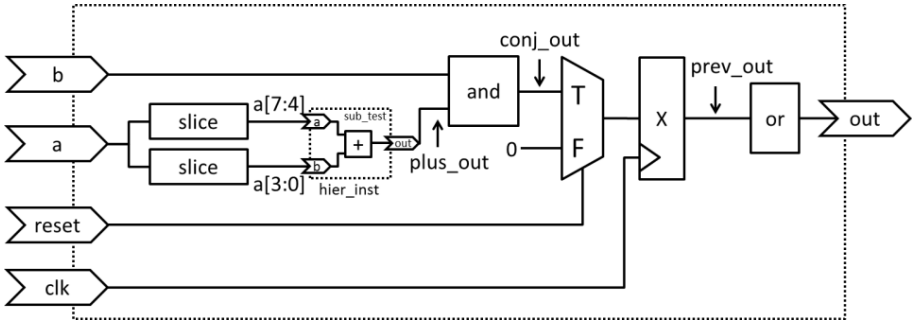 conj_out
prev_out
b
and
T
X
or
out
a[7:4]
sub_test
slice
a
a
+
out
0
F
slice
b
plus_out
a[3:0]
hier_inst
reset
clk